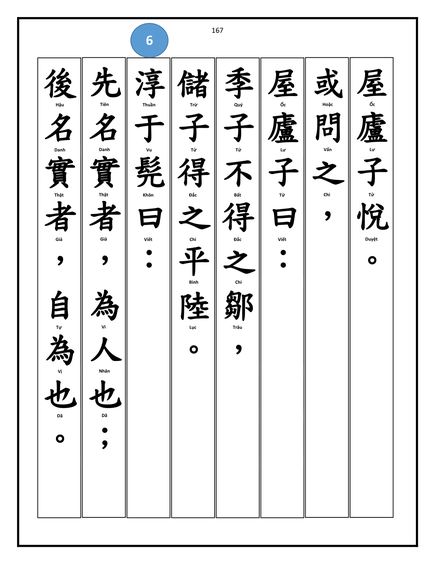 167
6
屋廬子悅。
Ốc Lư Tử Duyệt
或問之，
Hoặc Vấn Chi
屋廬子曰：
Ốc Lư Tử Viết
季子不得之鄒，
Quý Tử Bất Đắc Chi Trâu
儲子得之平陸。
Trừ Tử Đắc Chi Bình Lục
淳于髡曰：
Thuần Vu Khôn Viết
先名實者，為人也；
Tiên Danh Thật Giả Vì Nhân Dã
後名實者，自為也。
Hậu Danh Thật Giả Tự Vị Dã